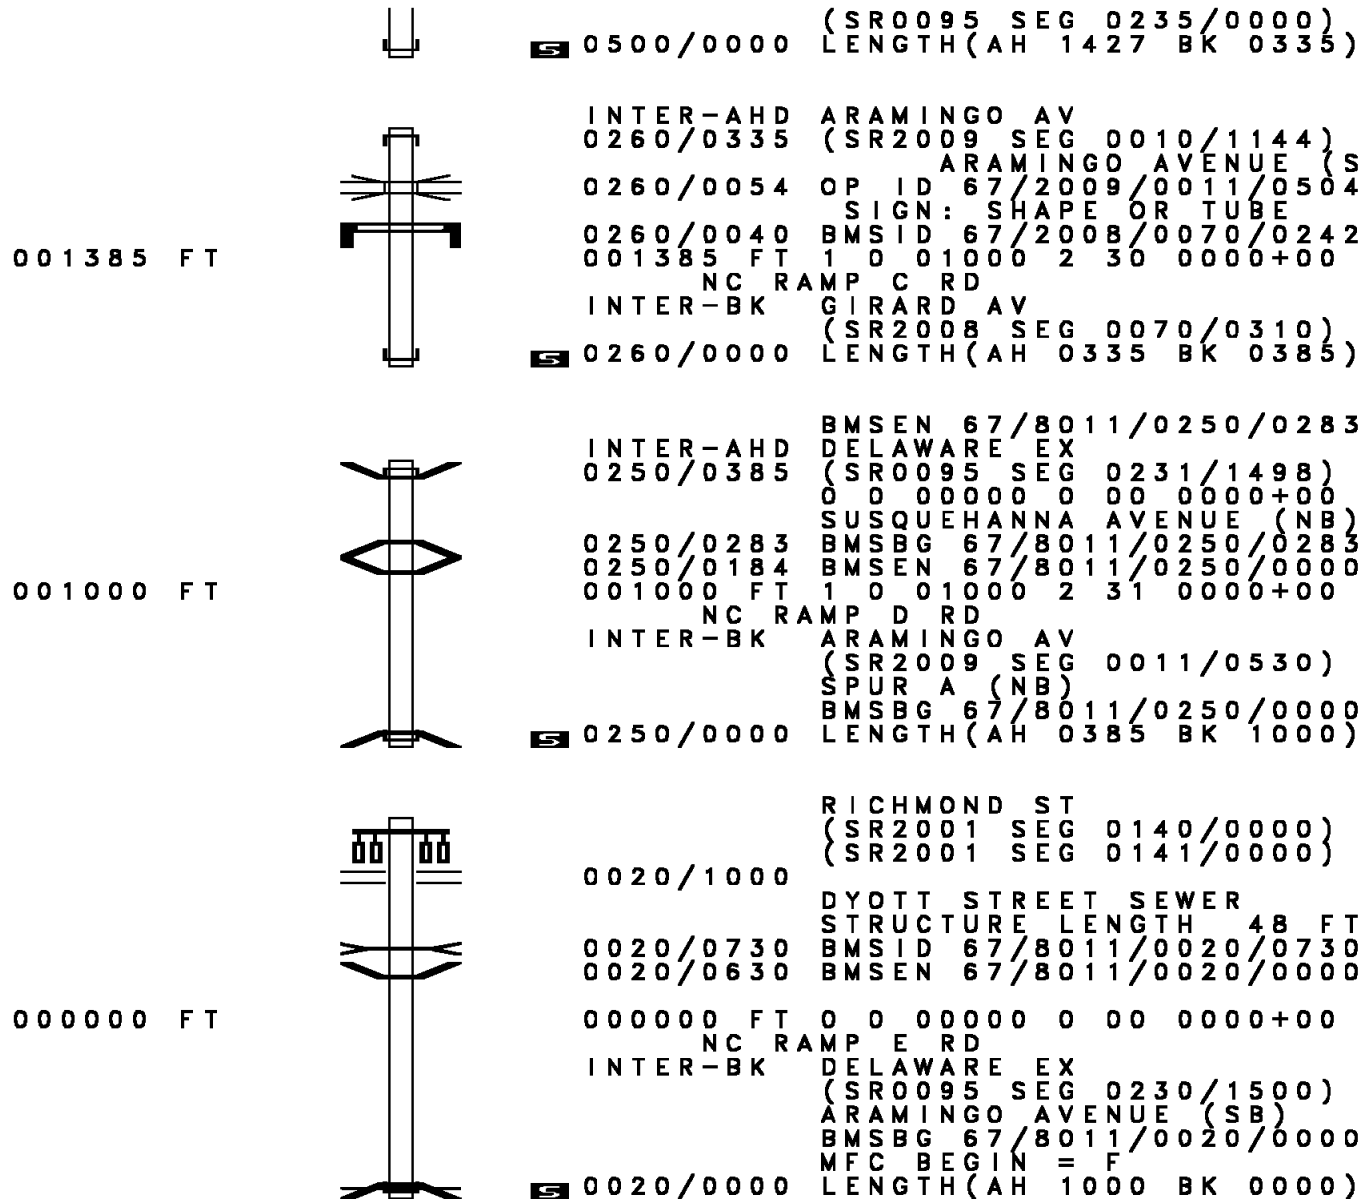 (SR0095 SEG 0235/0000)
S 0500/0000 LENGTH(AH 1427 BK 0335)
INTER-AHD ARAMINGO AV
0260/0335 (SR2009 SEG 0010/1144)
ARAMINGO AVENUE (S
0260/0054 OP ID 67/2009/0011/0504
SIGN: SHAPE OR TUBE
0260/0040 BMSID 67/2008/0070/0242
001385 FT 001385 FT 1 0 01000 2 30 0000+00
NC RAMP C RD
INTER-BK GIRARD AV
(SR2008 SEG 0070/0310)
S 0260/0000 LENGTH(AH 0335 BK 0385)
BMSEN 67/8011/0250/0283
INTER-AHD DELAWARE EX
0250/0385 (SR0095 SEG 0231/1498)
0 0 00000 0 00 0000+00
SUSQUEHANNA AVENUE (NB)
0250/0283 BMSBG 67/8011/0250/0283
0250/0184 BMSEN 67/8011/0250/0000
001000 FT 001000 FT 1 0 01000 2 31 0000+00
NC RAMP D RD
INTER-BK ARAMINGO AV
(SR2009 SEG 0011/0530)
SPUR A (NB)
BMSBG 67/8011/0250/0000
S 0250/0000 LENGTH(AH 0385 BK 1000)
RICHMOND ST
(SR2001 SEG 0140/0000)
(SR2001 SEG 0141/0000)
0020/1000
DYOTT STREET SEWER
STRUCTURE LENGTH 48 FT
0020/0730 BMSID 67/8011/0020/0730
0020/0630 BMSEN 67/8011/0020/0000
000000 FT 000000 FT 0 0 00000 0 00 0000+00
NC RAMP E RD
INTER-BK DELAWARE EX
(SR0095 SEG 0230/1500)
ARAMINGO AVENUE (SB)
BMSBG 67/8011/0020/0000
MFC BEGIN = F
S 0020/0000 LENGTH(AH 1000 BK 0000)